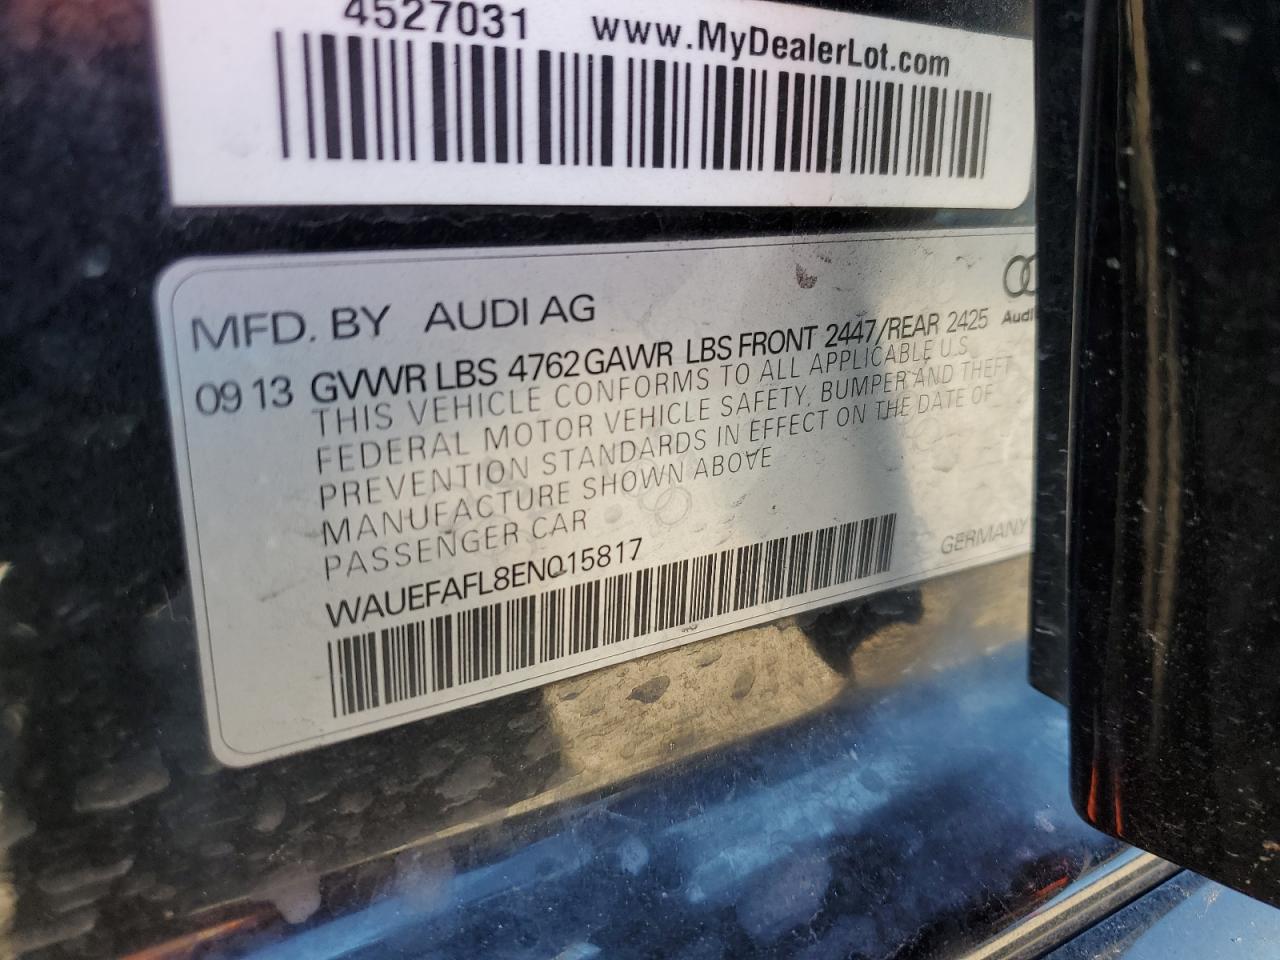 4527031 www.MyDealerLot.com
MFD. BY AUDI AG
Audi
09 13 GVWR LBS 4762 GAWR LBS FRONT 2447/REAR 2425
THIS VEHICLE CONFORMS TO ALL APPLICABLE U.S.
FEDERAL MOTOR VEHICLE SAFETY, BUMPER AND THEFT
PREVENTION STANDARDS IN EFFECT ON THE DATE OF
MANUFACTURE SHOWN ABOVE
PASSENGER CAR
GERMANY
WAUEFAFL8EN015817